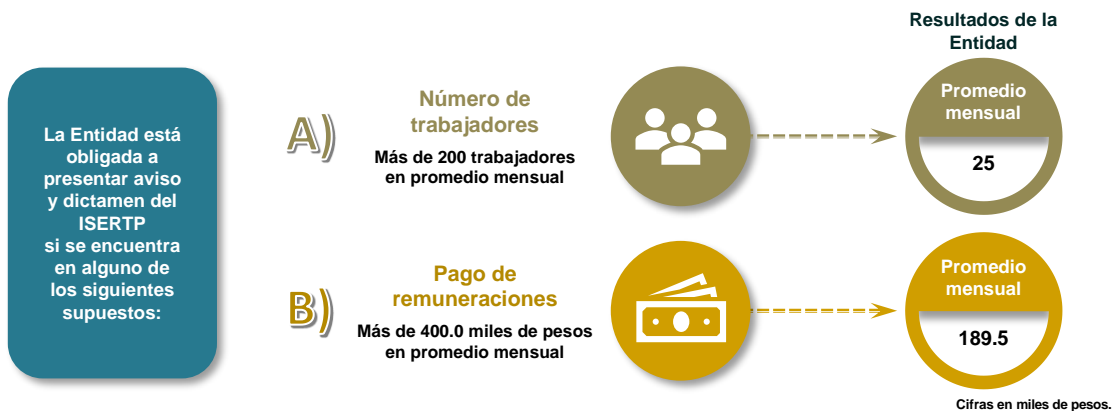 La Entidad está
obligada a
presentar aviso
y dictamen del
ISERTP
si se encuentra
en alguno de
los siguientes
supuestos:
A)
Número de
trabajadores
Más de 200 trabajadores
en promedio mensual
Resultados de la
Entidad
Promedio
mensual
25
B)
Pago de
remuneraciones
Más de 400.0 miles de pesos
en promedio mensual
Promedio
mensual
189.5
Cifras en miles de pesos.